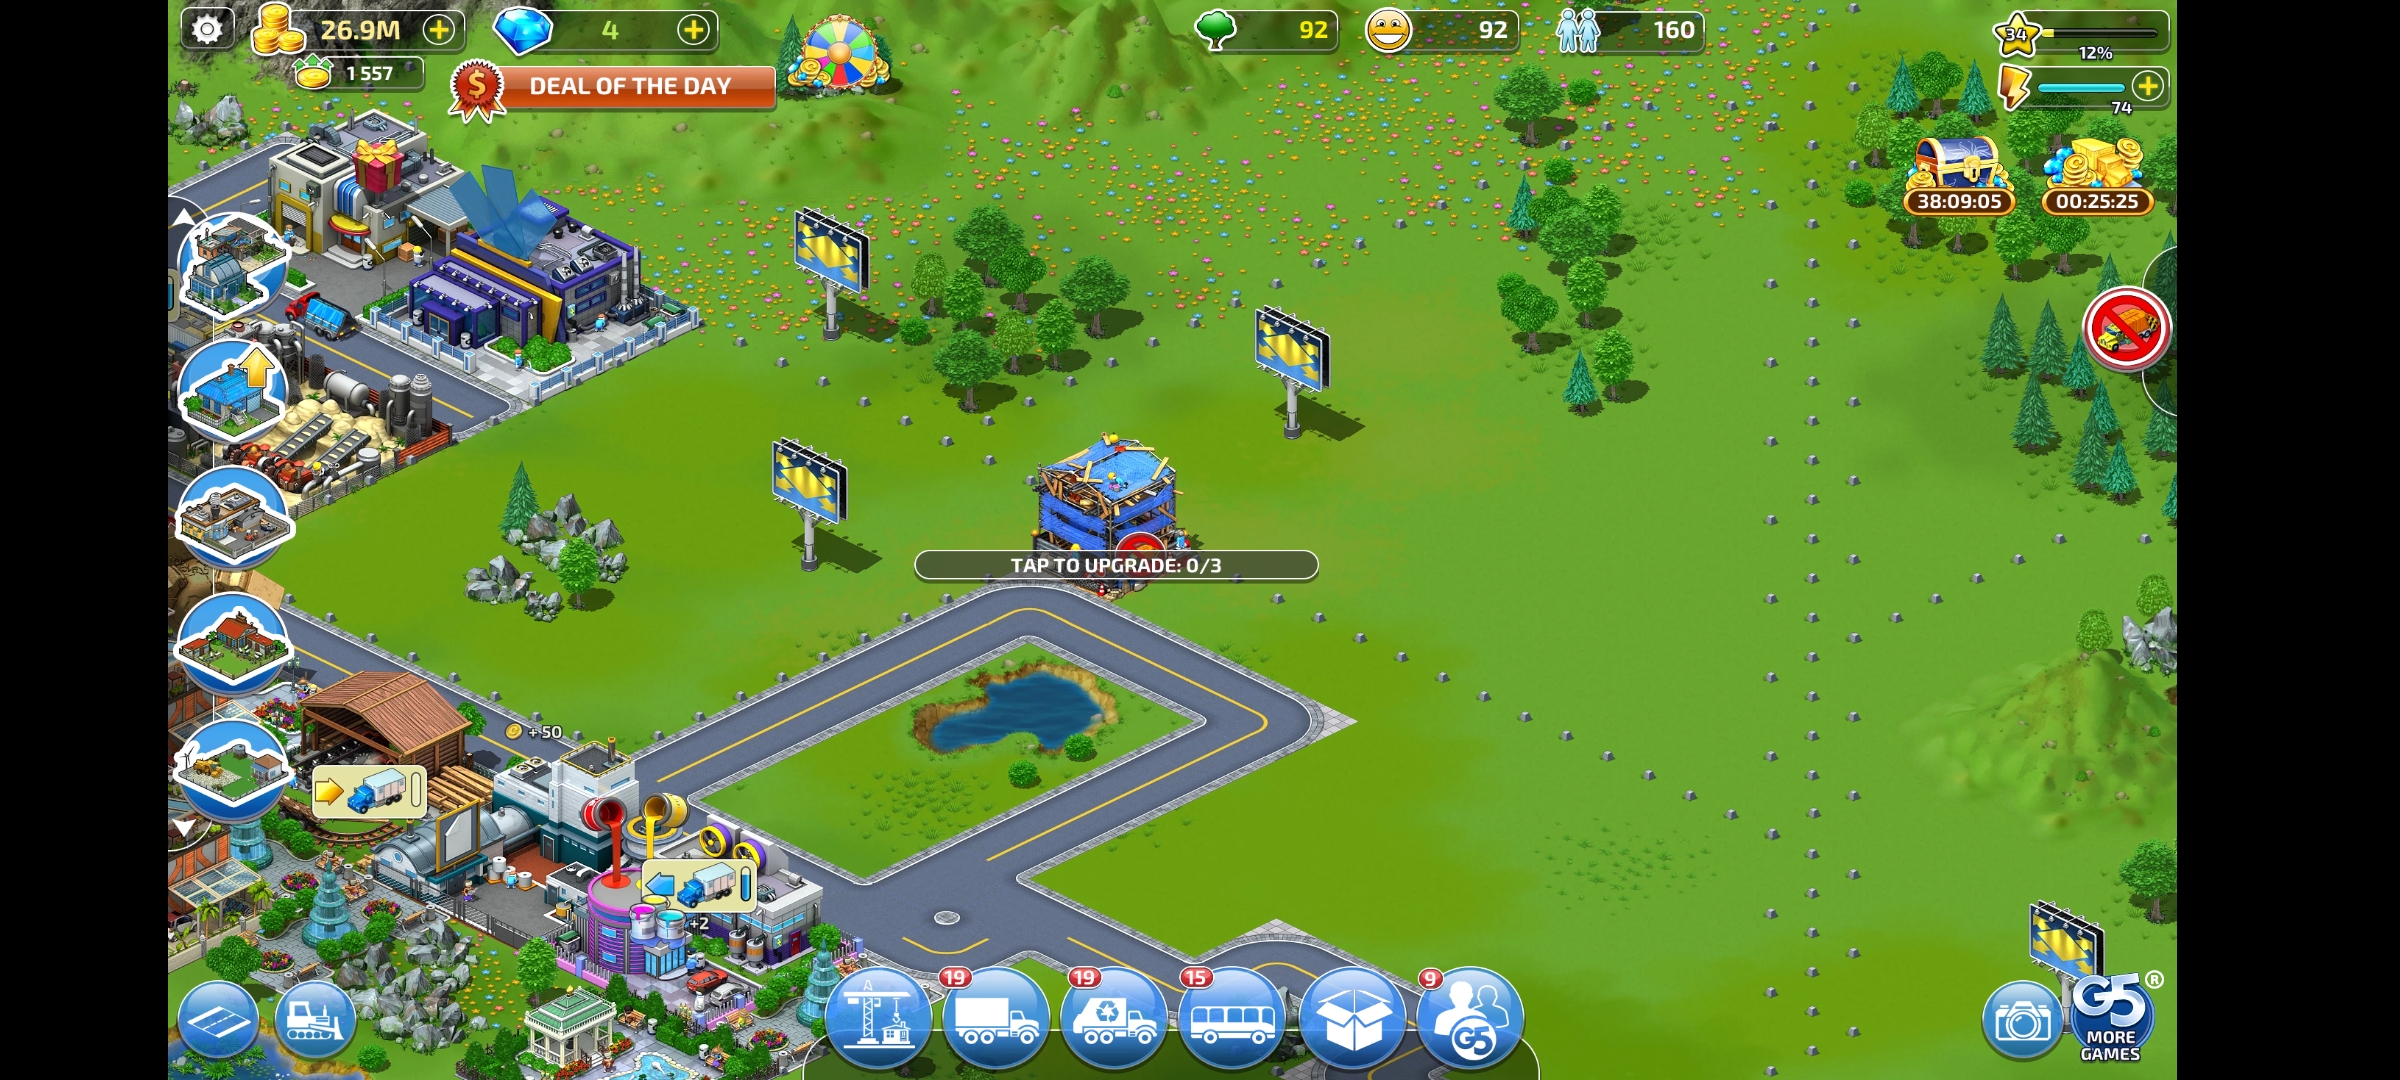 26.9M
4
92
92
160
34
12%
1 557
DEAL OF THE DAY
74
38:09:05
00:25:25
TAP TO UPGRADE: 0/3
+50
+2
19
19
15
9
G5
G5®
MORE
GAMES